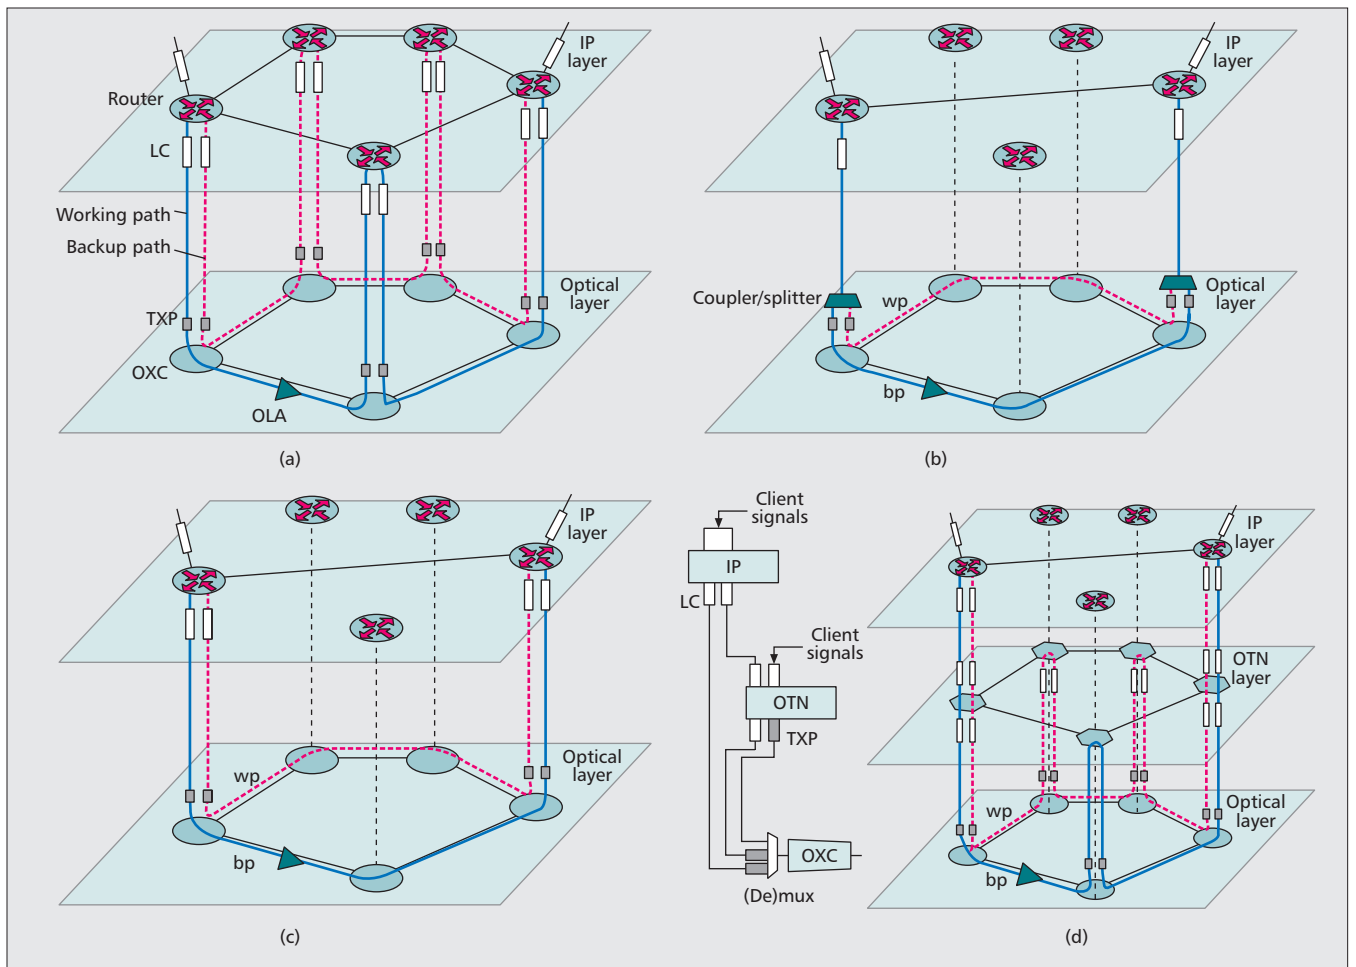 IP
layer
Router
LC
Working path
Backup path
Optical
layer
TXP
OXC
OLA
(a)
IP
layer
Coupler/splitter
wp
Optical
layer
bp
(b)
IP
layer
Optical
layer
wp
bp
(c)
Client
signals
IP
LC
Client
signals
OTN
TXP
OXC
(De)mux
IP
layer
OTN
layer
Optical
layer
wp
bp
(d)